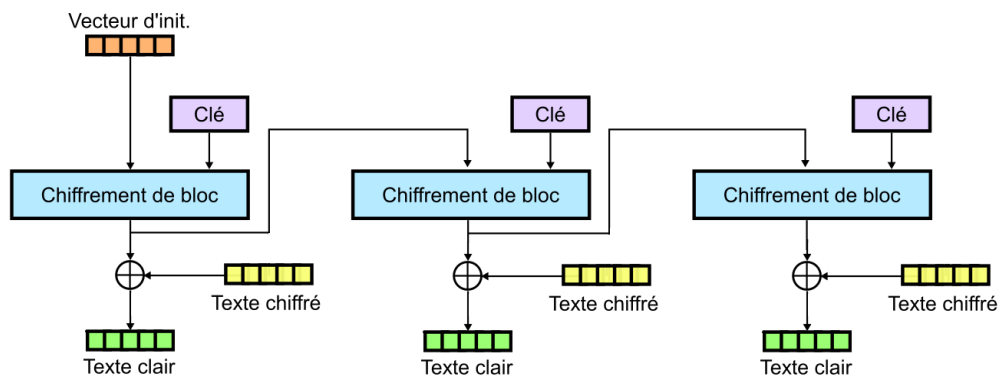 Vecteur d'init.
Clé
Clé
Clé
Chiffrement de bloc
Chiffrement de bloc
Chiffrement de bloc
Texte chiffré
Texte chiffré
Texte chiffré
Texte clair
Texte clair
Texte clair